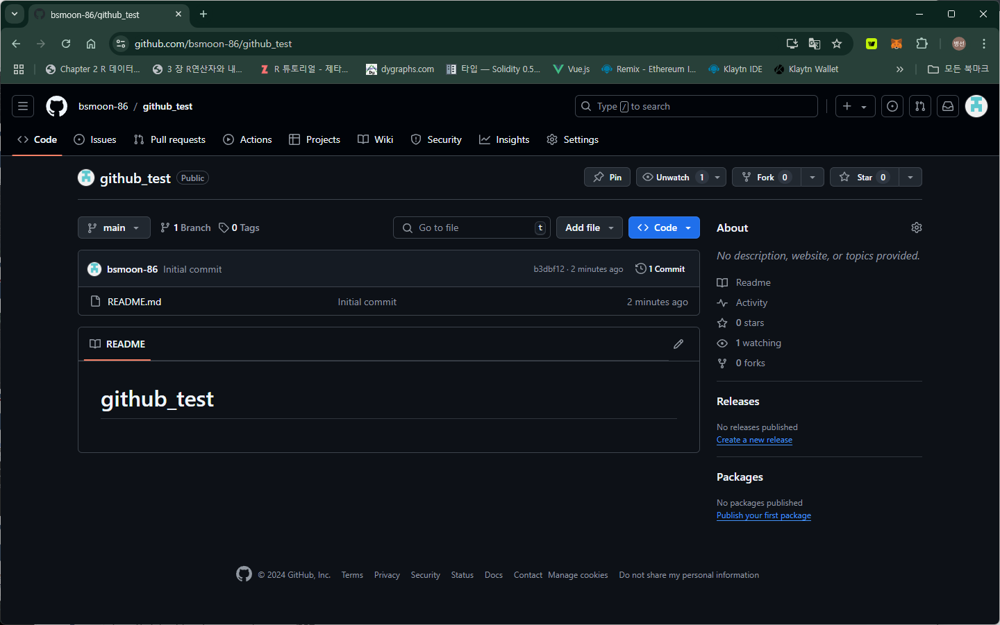 bsmoon-86/github_test
github.com/bsmoon-86/github_test
병선
Chapter 2 R 데이터...
3 장 R연산자와 내...
R 튜토리얼 - 제타...
dygraphs.com
타입 — Solidity 0.5...
Vue.js
Remix - Ethereum I...
Klaytn IDE
Klaytn Wallet
»
모든 북마크
bsmoon-86 / github_test
Type / to search
Code
Issues
Pull requests
Actions
Projects
Wiki
Security
Insights
Settings
github_test Public
Pin
Unwatch 1
Fork 0
Star 0
main
1 Branch
0 Tags
Go to file t
Add file
Code
bsmoon-86 Initial commit b3dbf12 · 2 minutes ago 1 Commit
README.md Initial commit 2 minutes ago
README
github_test
About
No description, website, or topics provided.
Readme
Activity
0 stars
1 watching
0 forks
Releases
No releases published
Create a new release
Packages
No packages published
Publish your first package
© 2024 GitHub, Inc. Terms Privacy Security Status Docs Contact Manage cookies Do not share my personal information